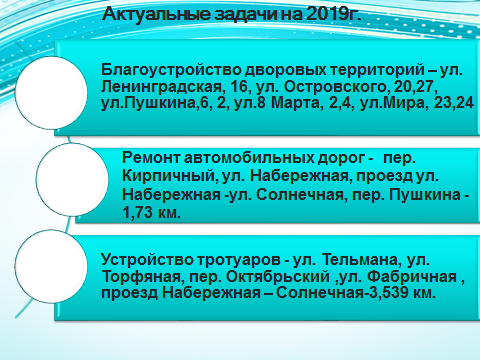 Актуальные задачи на 2019г.
Благоустройство дворовых территорий – ул.
Ленинградская, 16, ул. Островского, 20,27,
ул.Пушкина,6, 2, ул.8 Марта, 2,4, ул.Мира, 23,24
Ремонт автомобильных дорог - пер.
Кирпичный, ул. Набережная, проезд ул.
Набережная -ул. Солнечная, пер. Пушкина -
1,73 км.
Устройство тротуаров - ул. Тельмана, ул.
Торфяная, пер. Октябрьский ,ул. Фабричная ,
проезд Набережная – Солнечная-3,539 км.